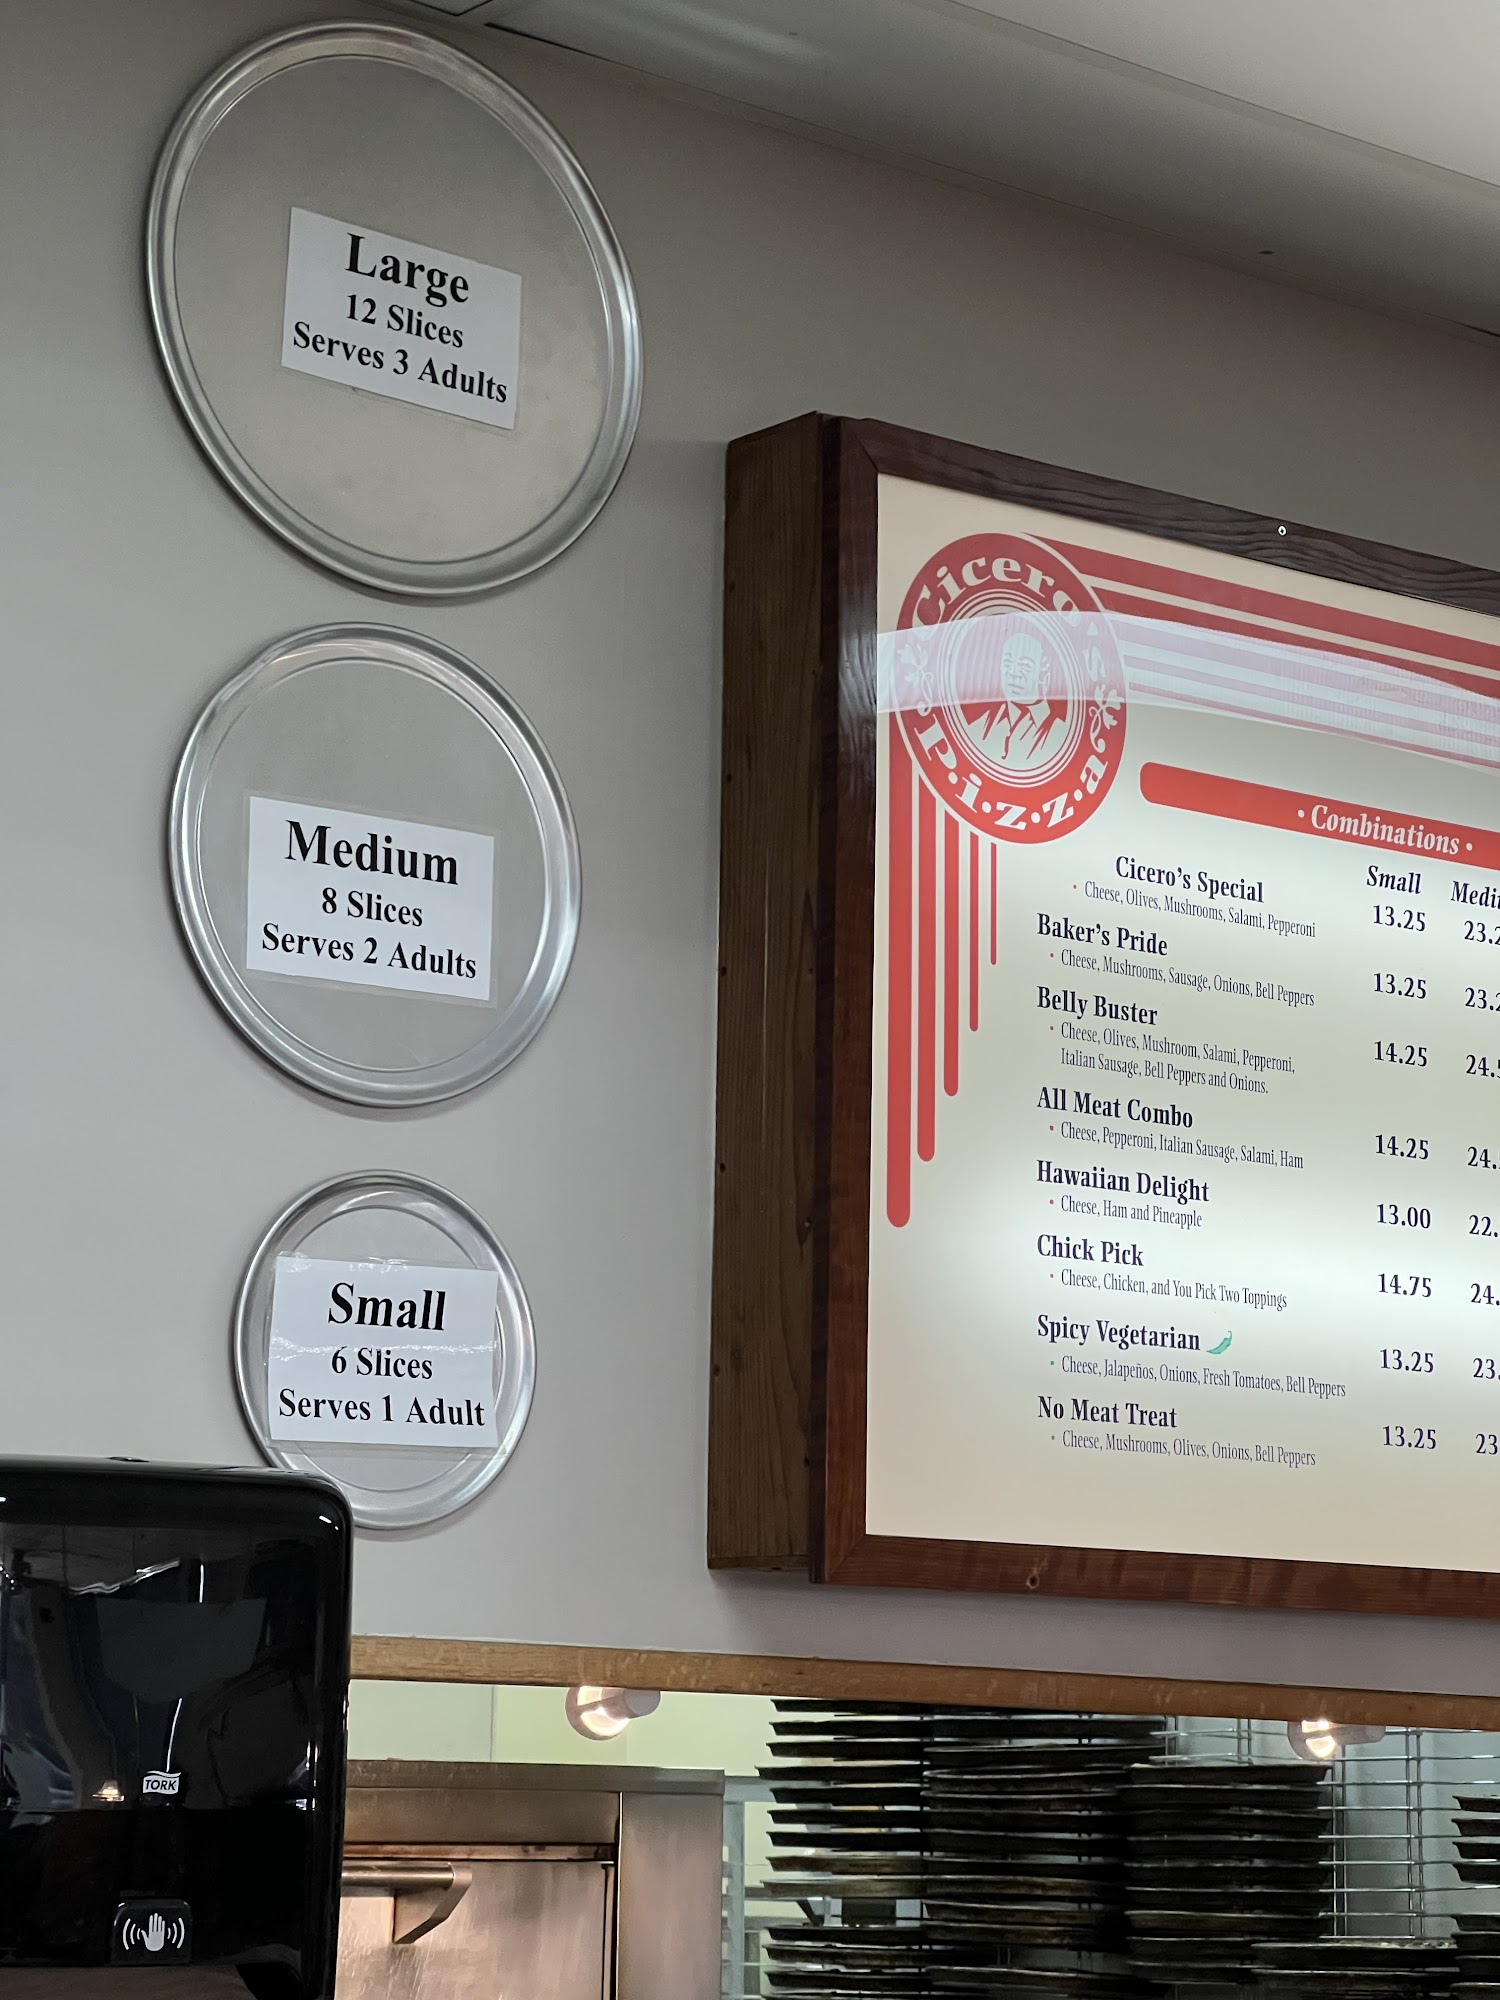 Large
12 Slices
Serves 3 Adults
Medium
8 Slices
Serves 2 Adults
Small
6 Slices
Serves 1 Adult
Cicero's
P·i·z·z·a
· Combinations ·
Small
Cicero's Special 13.25
• Cheese, Olives, Mushrooms, Salami, Pepperoni
Baker's Pride 13.25
• Cheese, Mushrooms, Sausage, Onions, Bell Peppers
Belly Buster 14.25
• Cheese, Olives, Mushroom, Salami, Pepperoni,
Italian Sausage, Bell Peppers and Onions.
All Meat Combo 14.25
• Cheese, Pepperoni, Italian Sausage, Salami, Ham
Hawaiian Delight 13.00
• Cheese, Ham and Pineapple
Chick Pick 14.75
• Cheese, Chicken, and You Pick Two Toppings
Spicy Vegetarian 13.25
• Cheese, Jalapeños, Onions, Fresh Tomatoes, Bell Peppers
No Meat Treat 13.25
• Cheese, Mushrooms, Olives, Onions, Bell Peppers
TORK